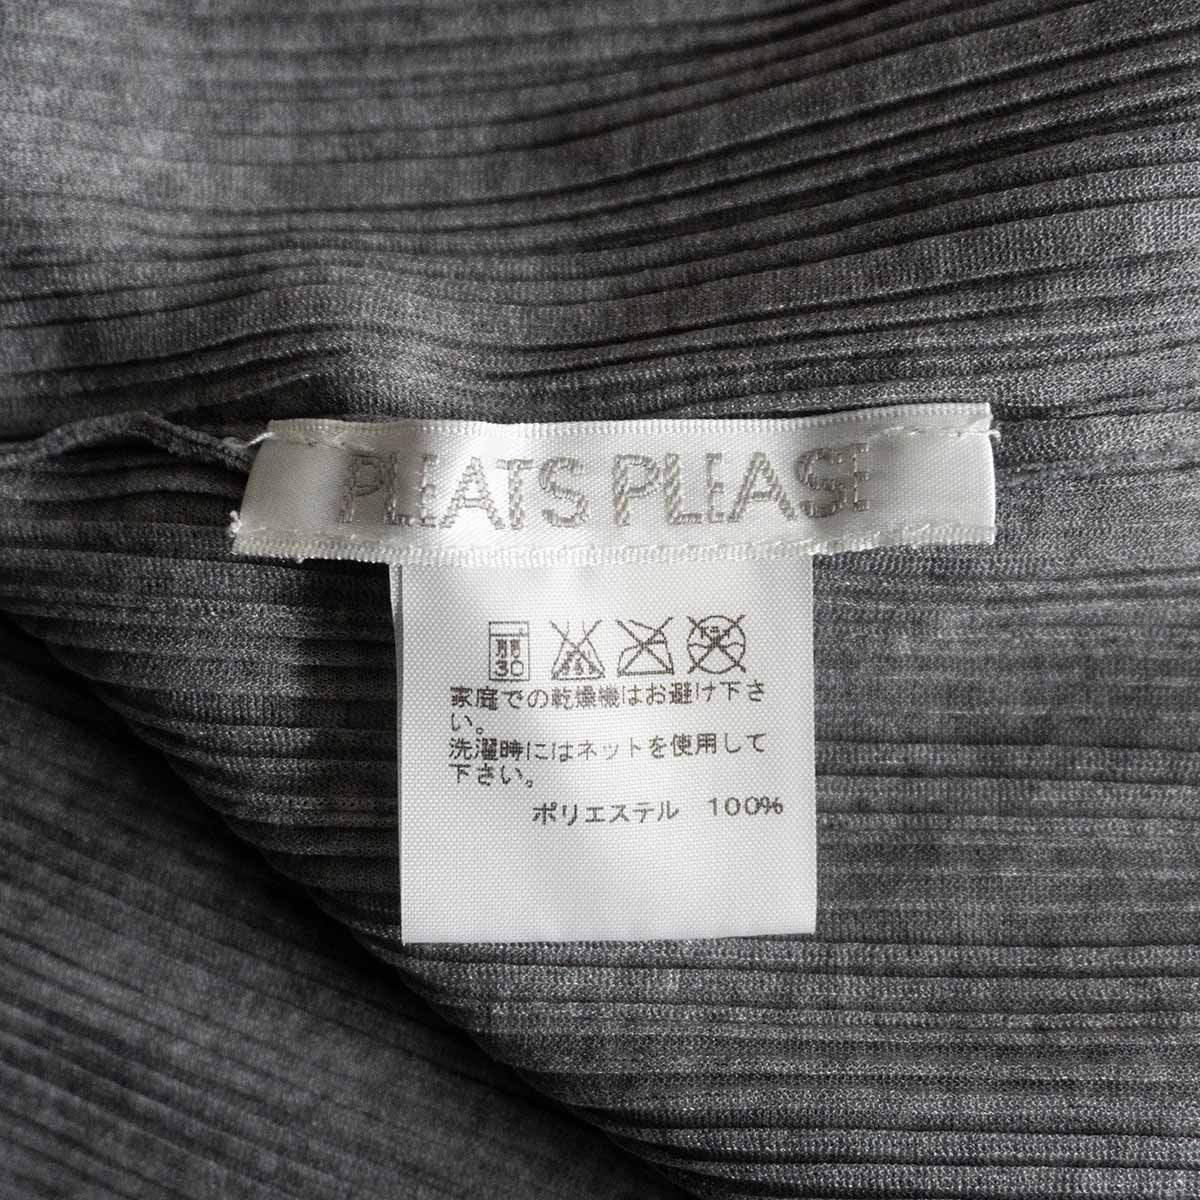 PLEATS PLEASE
弱
30
家庭での乾燥機はお避け下さ
い。
洗濯時にはネットを使用して
下さい。
ポリエステル 100%